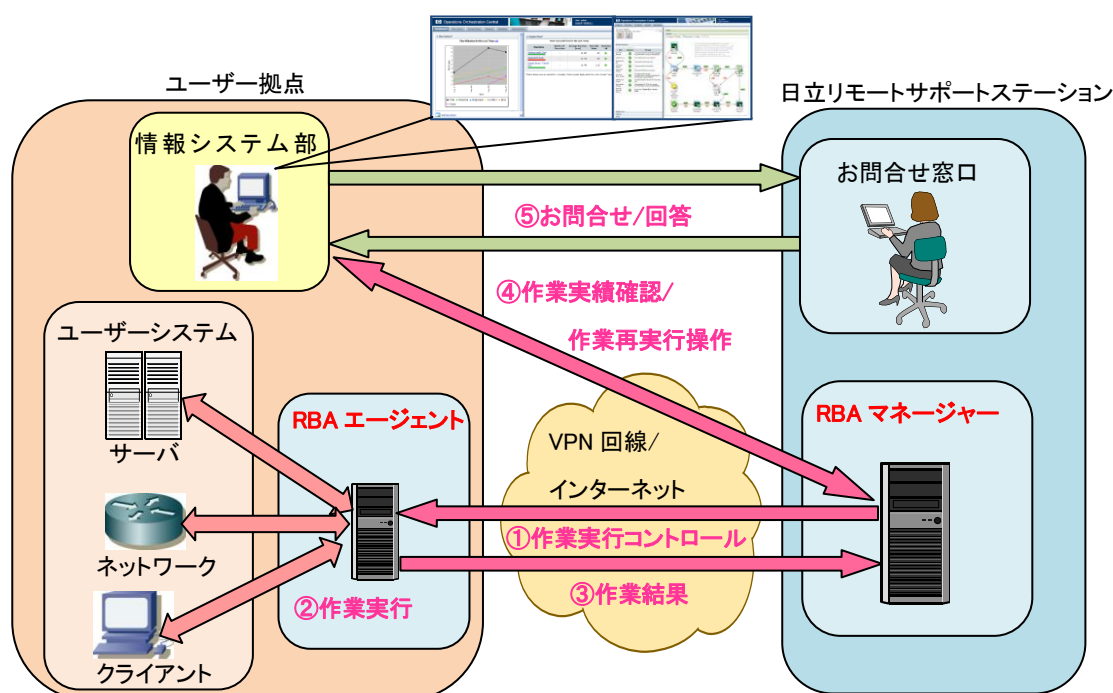 Operations Orchestration Central
ユーザー拠点
日立リモートサポートステーション
情報システム部
お問合せ窓口
⑤お問合せ/回答
④作業実績確認/
作業再実行操作
ユーザーシステム
サーバ
ネットワーク
クライアント
RBA エージェント
②作業実行
VPN 回線/
インターネット
①作業実行コントロール
③作業結果
RBA マネージャー